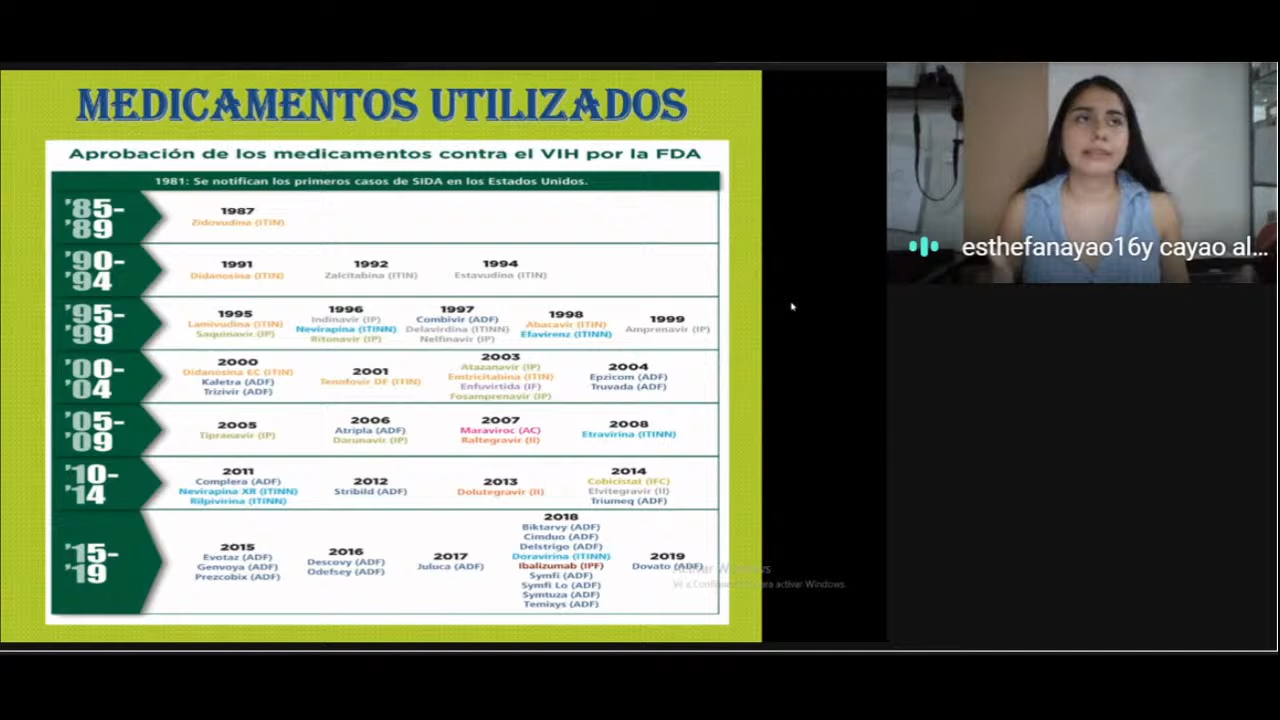 MEDICAMENTOS UTILIZADOS
Aprobación de los medicamentos contra el VIH por la FDA
1981: Se notifican los primeros casos de SIDA en los Estados Unidos.
'85-
'89
1987
Zidovudina (ITIN)
'90-
'94
1991
Didanosina (ITIN)
1992
Zalcitabina (ITIN)
1994
Estavudina (ITIN)
'95-
'99
1995
Lamivudina (ITIN)
Saquinavir (IP)
1996
Indinavir (IP)
Nevirapina (ITINN)
Ritonavir (IP)
1997
Combivir (ADF)
Delavirdina (ITINN)
Nelfinavir (IP)
1998
Abacavir (ITIN)
Efavirenz (ITINN)
1999
Amprenavir (IP)
'00-
'04
2000
Didanosina EC (ITIN)
Kaletra (ADF)
Trizivir (ADF)
2001
Tenofovir DF (ITIN)
2003
Atazanavir (IP)
Emtricitabina (ITIN)
Enfuvirtida (IF)
Fosamprenavir (IP)
2004
Epzicom (ADF)
Truvada (ADF)
'05-
'09
2005
Tipranavir (IP)
2006
Atripla (ADF)
Darunavir (IP)
2007
Maraviroc (AC)
Raltegravir (II)
2008
Etravirina (ITINN)
'10-
'14
2011
Complera (ADF)
Nevirapina XR (ITINN)
Rilpivirina (ITINN)
2012
Stribild (ADF)
2013
Dolutegravir (II)
2014
Cobicistat (IFC)
Elvitegravir (II)
Triumeq (ADF)
'15-
'19
2015
Evotaz (ADF)
Genvoya (ADF)
Prezcobix (ADF)
2016
Descovy (ADF)
Odefsey (ADF)
2017
Juluca (ADF)
2018
Biktarvy (ADF)
Cimduo (ADF)
Delstrigo (ADF)
Doravirina (ITINN)
Ibalizumab (IPF)
Symfi (ADF)
Symfi Lo (ADF)
Symtuza (ADF)
Temixys (ADF)
2019
Dovato (ADF)
Activar Windows
Ve a Configuración para activar Windows.
esthefanayao16y cayao al...